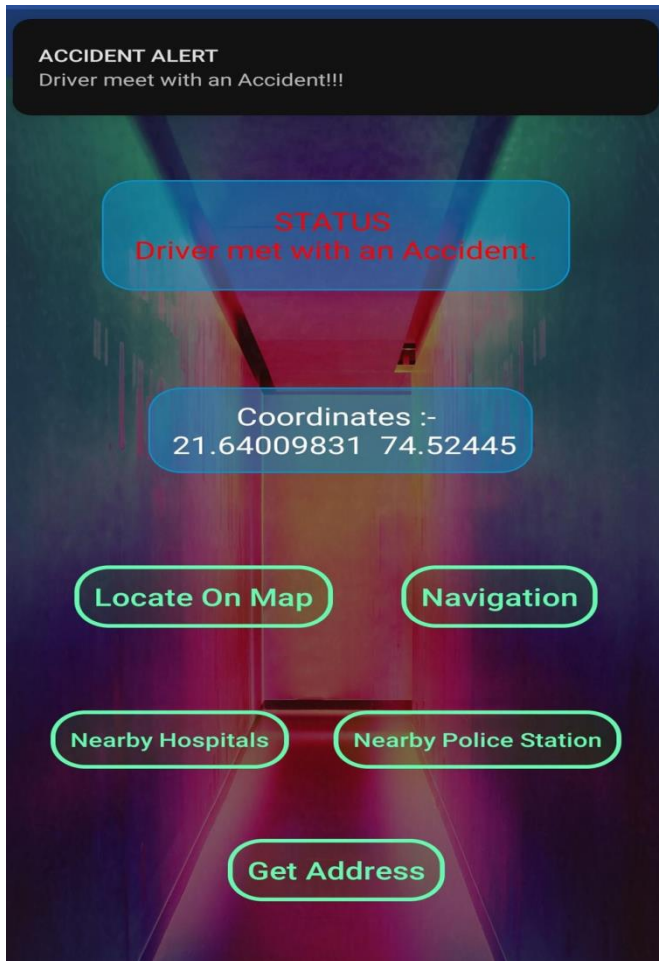 ACCIDENT ALERT
Driver meet with an Accident!!!
STATUS
Driver met with an Accident.
Coordinates :-
21.64009831 74.52445
Locate On Map
Navigation
Nearby Hospitals
Nearby Police Station
Get Address